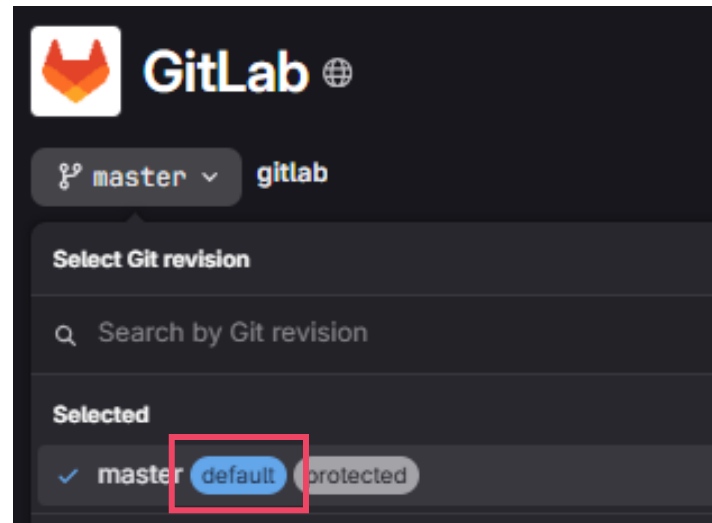 GitLab
master gitlab
Select Git revision
Search by Git revision
Selected
master default protected